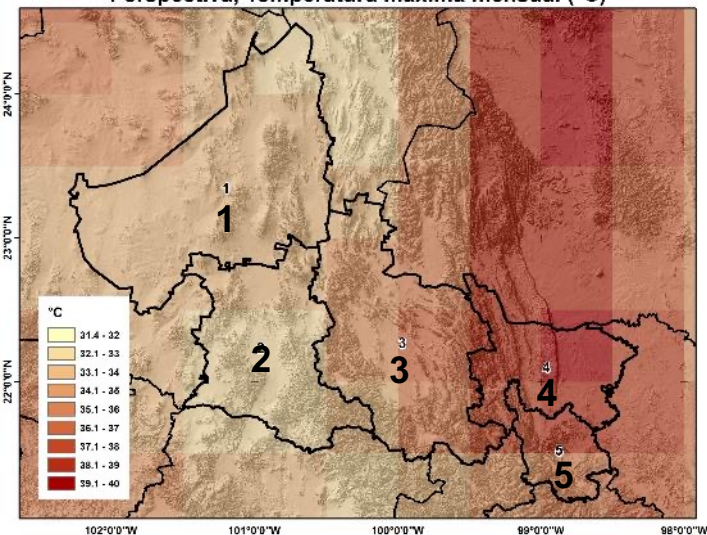 Perspectiva, Temperatura máxima mensual (°C)
24°0'0"N
23°0'0"N
22°0'0"N
1
1
2
3
3
4
4
5
5
°C
31.4 - 32
32.1 - 33
33.1 - 34
34.1 - 35
35.1 - 36
36.1 - 37
37.1 - 38
38.1 - 39
39.1 - 40
102°0'0"W
101°0'0"W
100°0'0"W
99°0'0"W
98°0'0"W